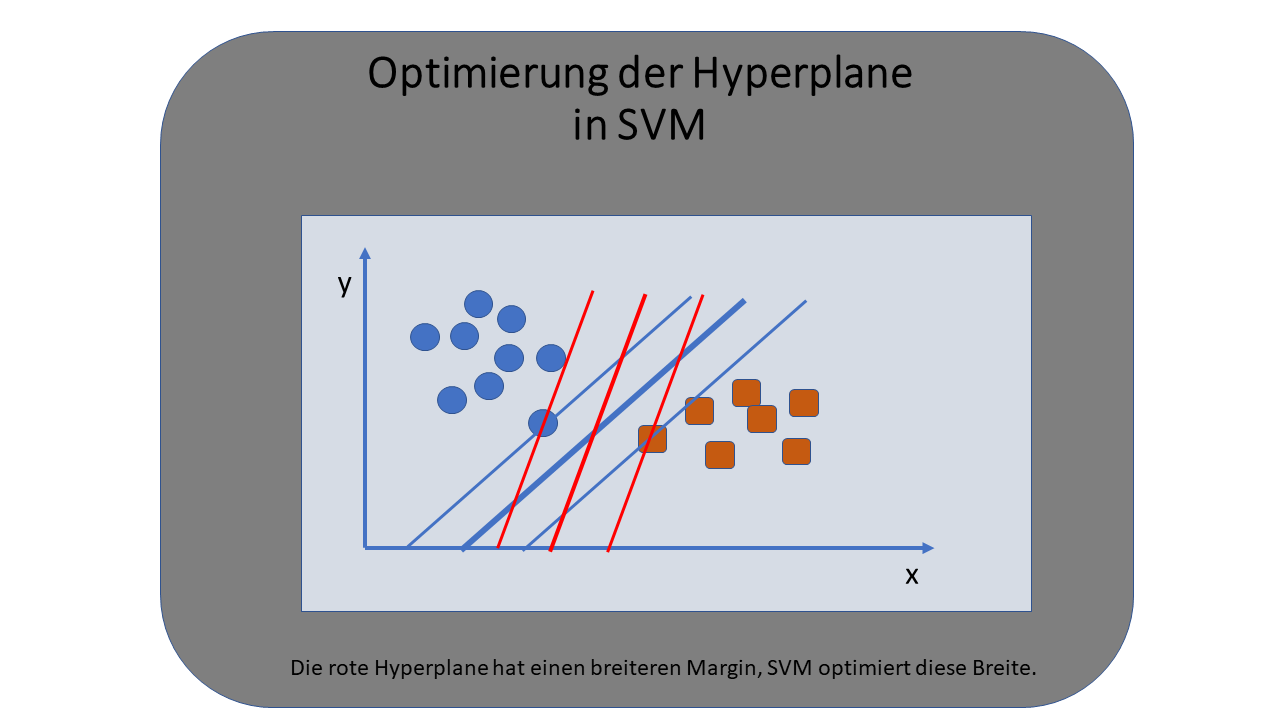 Optimierung der Hyperplane
in SVM
y
x
Die rote Hyperplane hat einen breiteren Margin, SVM optimiert diese Breite.